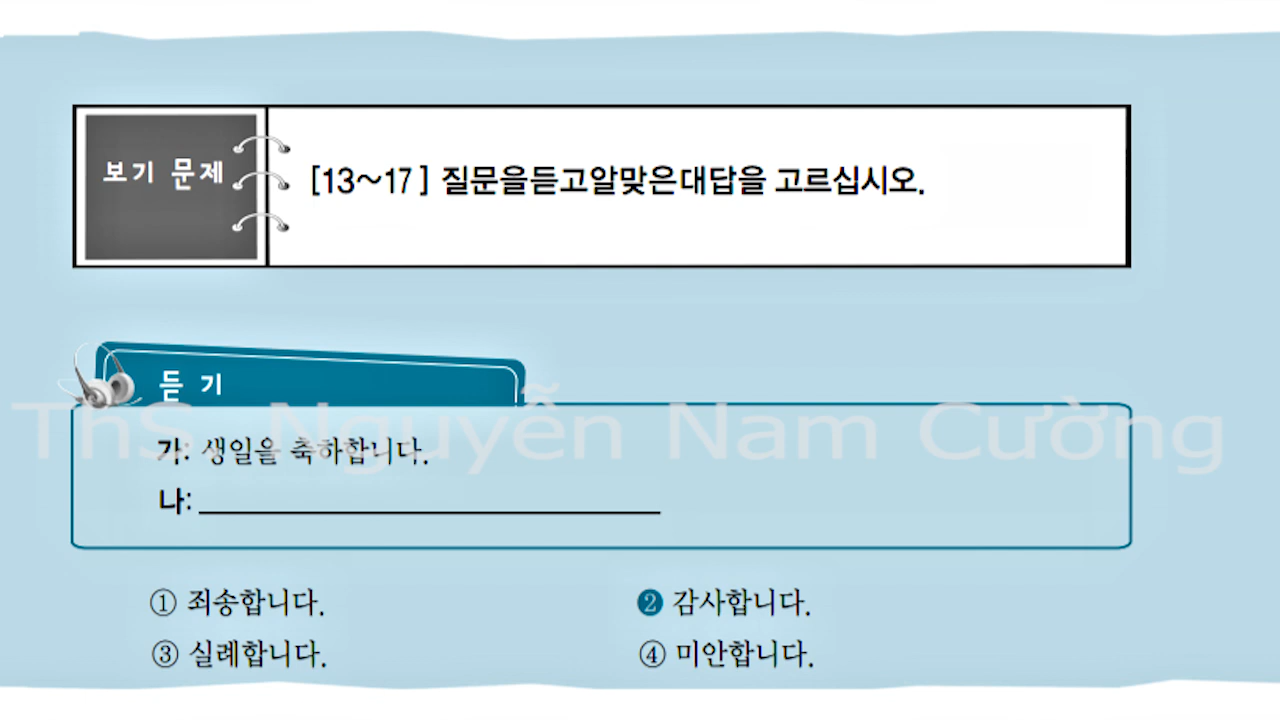 보기 문제
[13~17] 질문을듣고알맞은대답을 고르십시오.
듣 기
ThS. Nguyễn Nam Cường
가: 생일을 축하합니다.
나:
① 죄송합니다.
❷ 감사합니다.
③ 실례합니다.
④ 미안합니다.